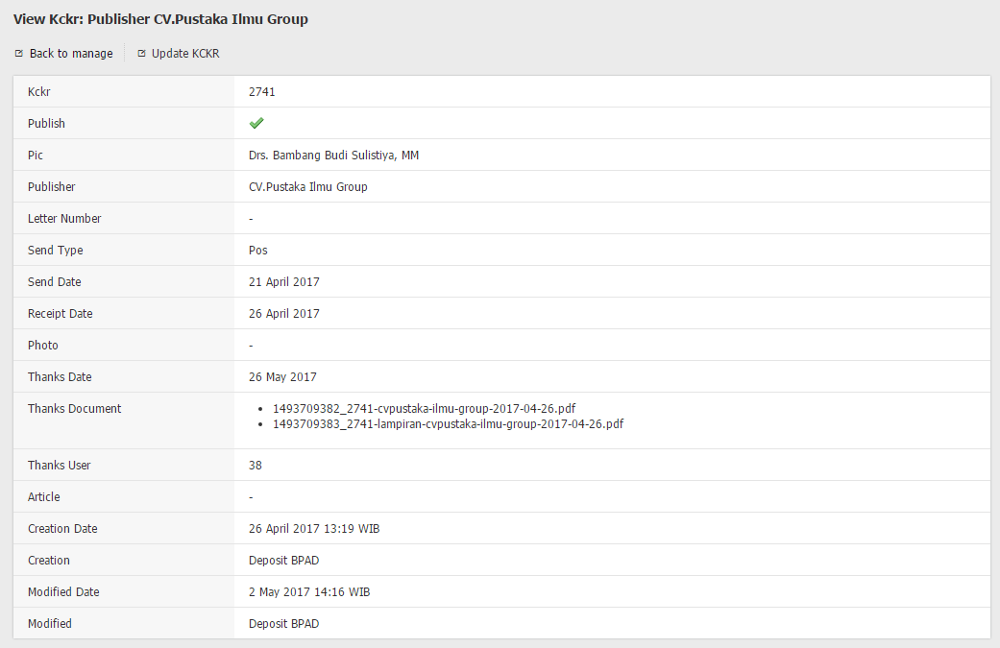 View Kckr: Publisher CV.Pustaka Ilmu Group
Back to manage Update KCKR
Kckr 2741
Publish
Pic Drs. Bambang Budi Sulistiya, MM
Publisher CV.Pustaka Ilmu Group
Letter Number -
Send Type Pos
Send Date 21 April 2017
Receipt Date 26 April 2017
Photo -
Thanks Date 26 May 2017
Thanks Document • 1493709382_2741-cvpustaka-ilmu-group-2017-04-26.pdf
• 1493709383_2741-lampiran-cvpustaka-ilmu-group-2017-04-26.pdf
Thanks User 38
Article -
Creation Date 26 April 2017 13:19 WIB
Creation Deposit BPAD
Modified Date 2 May 2017 14:16 WIB
Modified Deposit BPAD